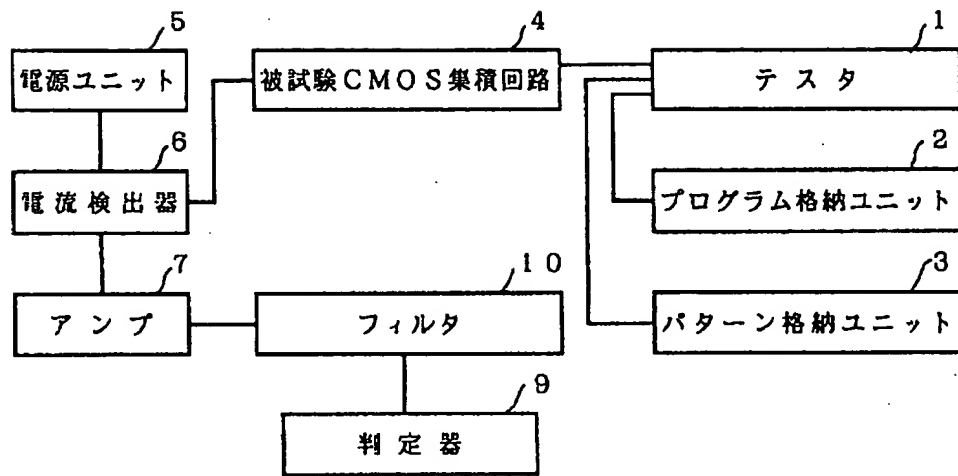 5
電源ユニット
4
被試験CMOS集積回路
1
テスタ
6
電流検出器
2
プログラム格納ユニット
7
アンプ
10
フィルタ
3
パターン格納ユニット
9
判定器